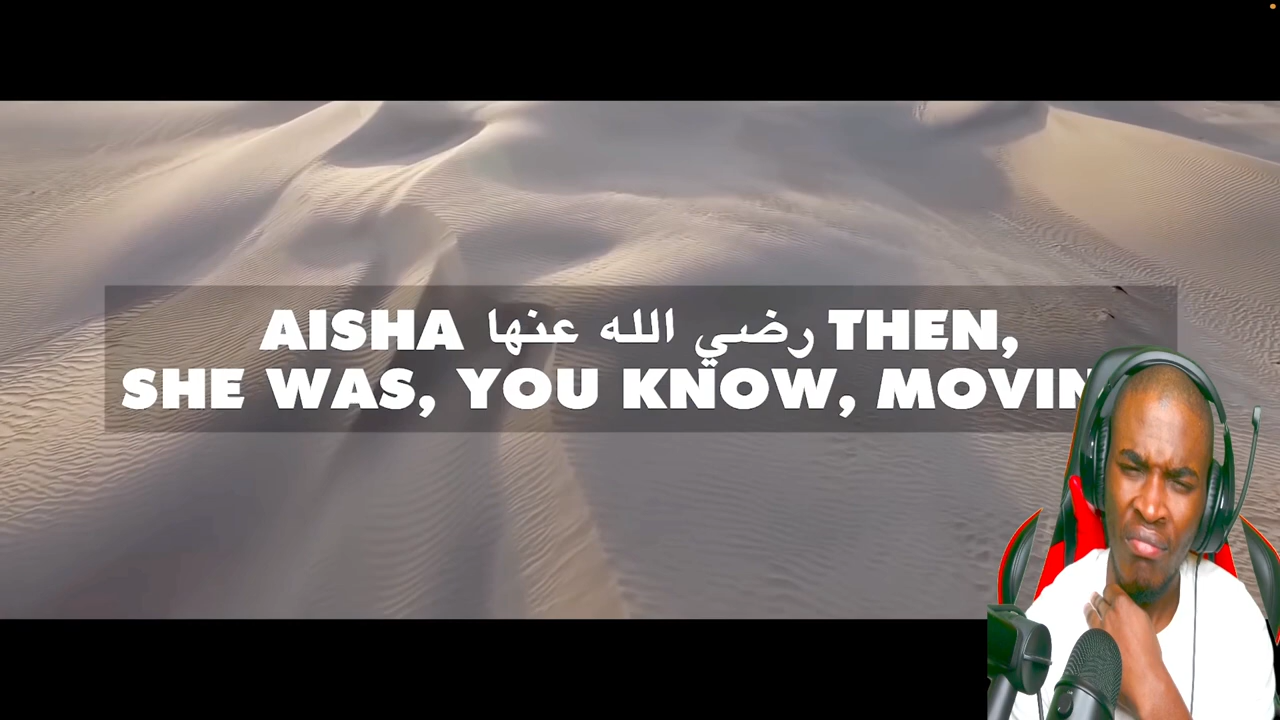 AISHA رضي الله عنها THEN,
SHE WAS, YOU KNOW, MOVIN